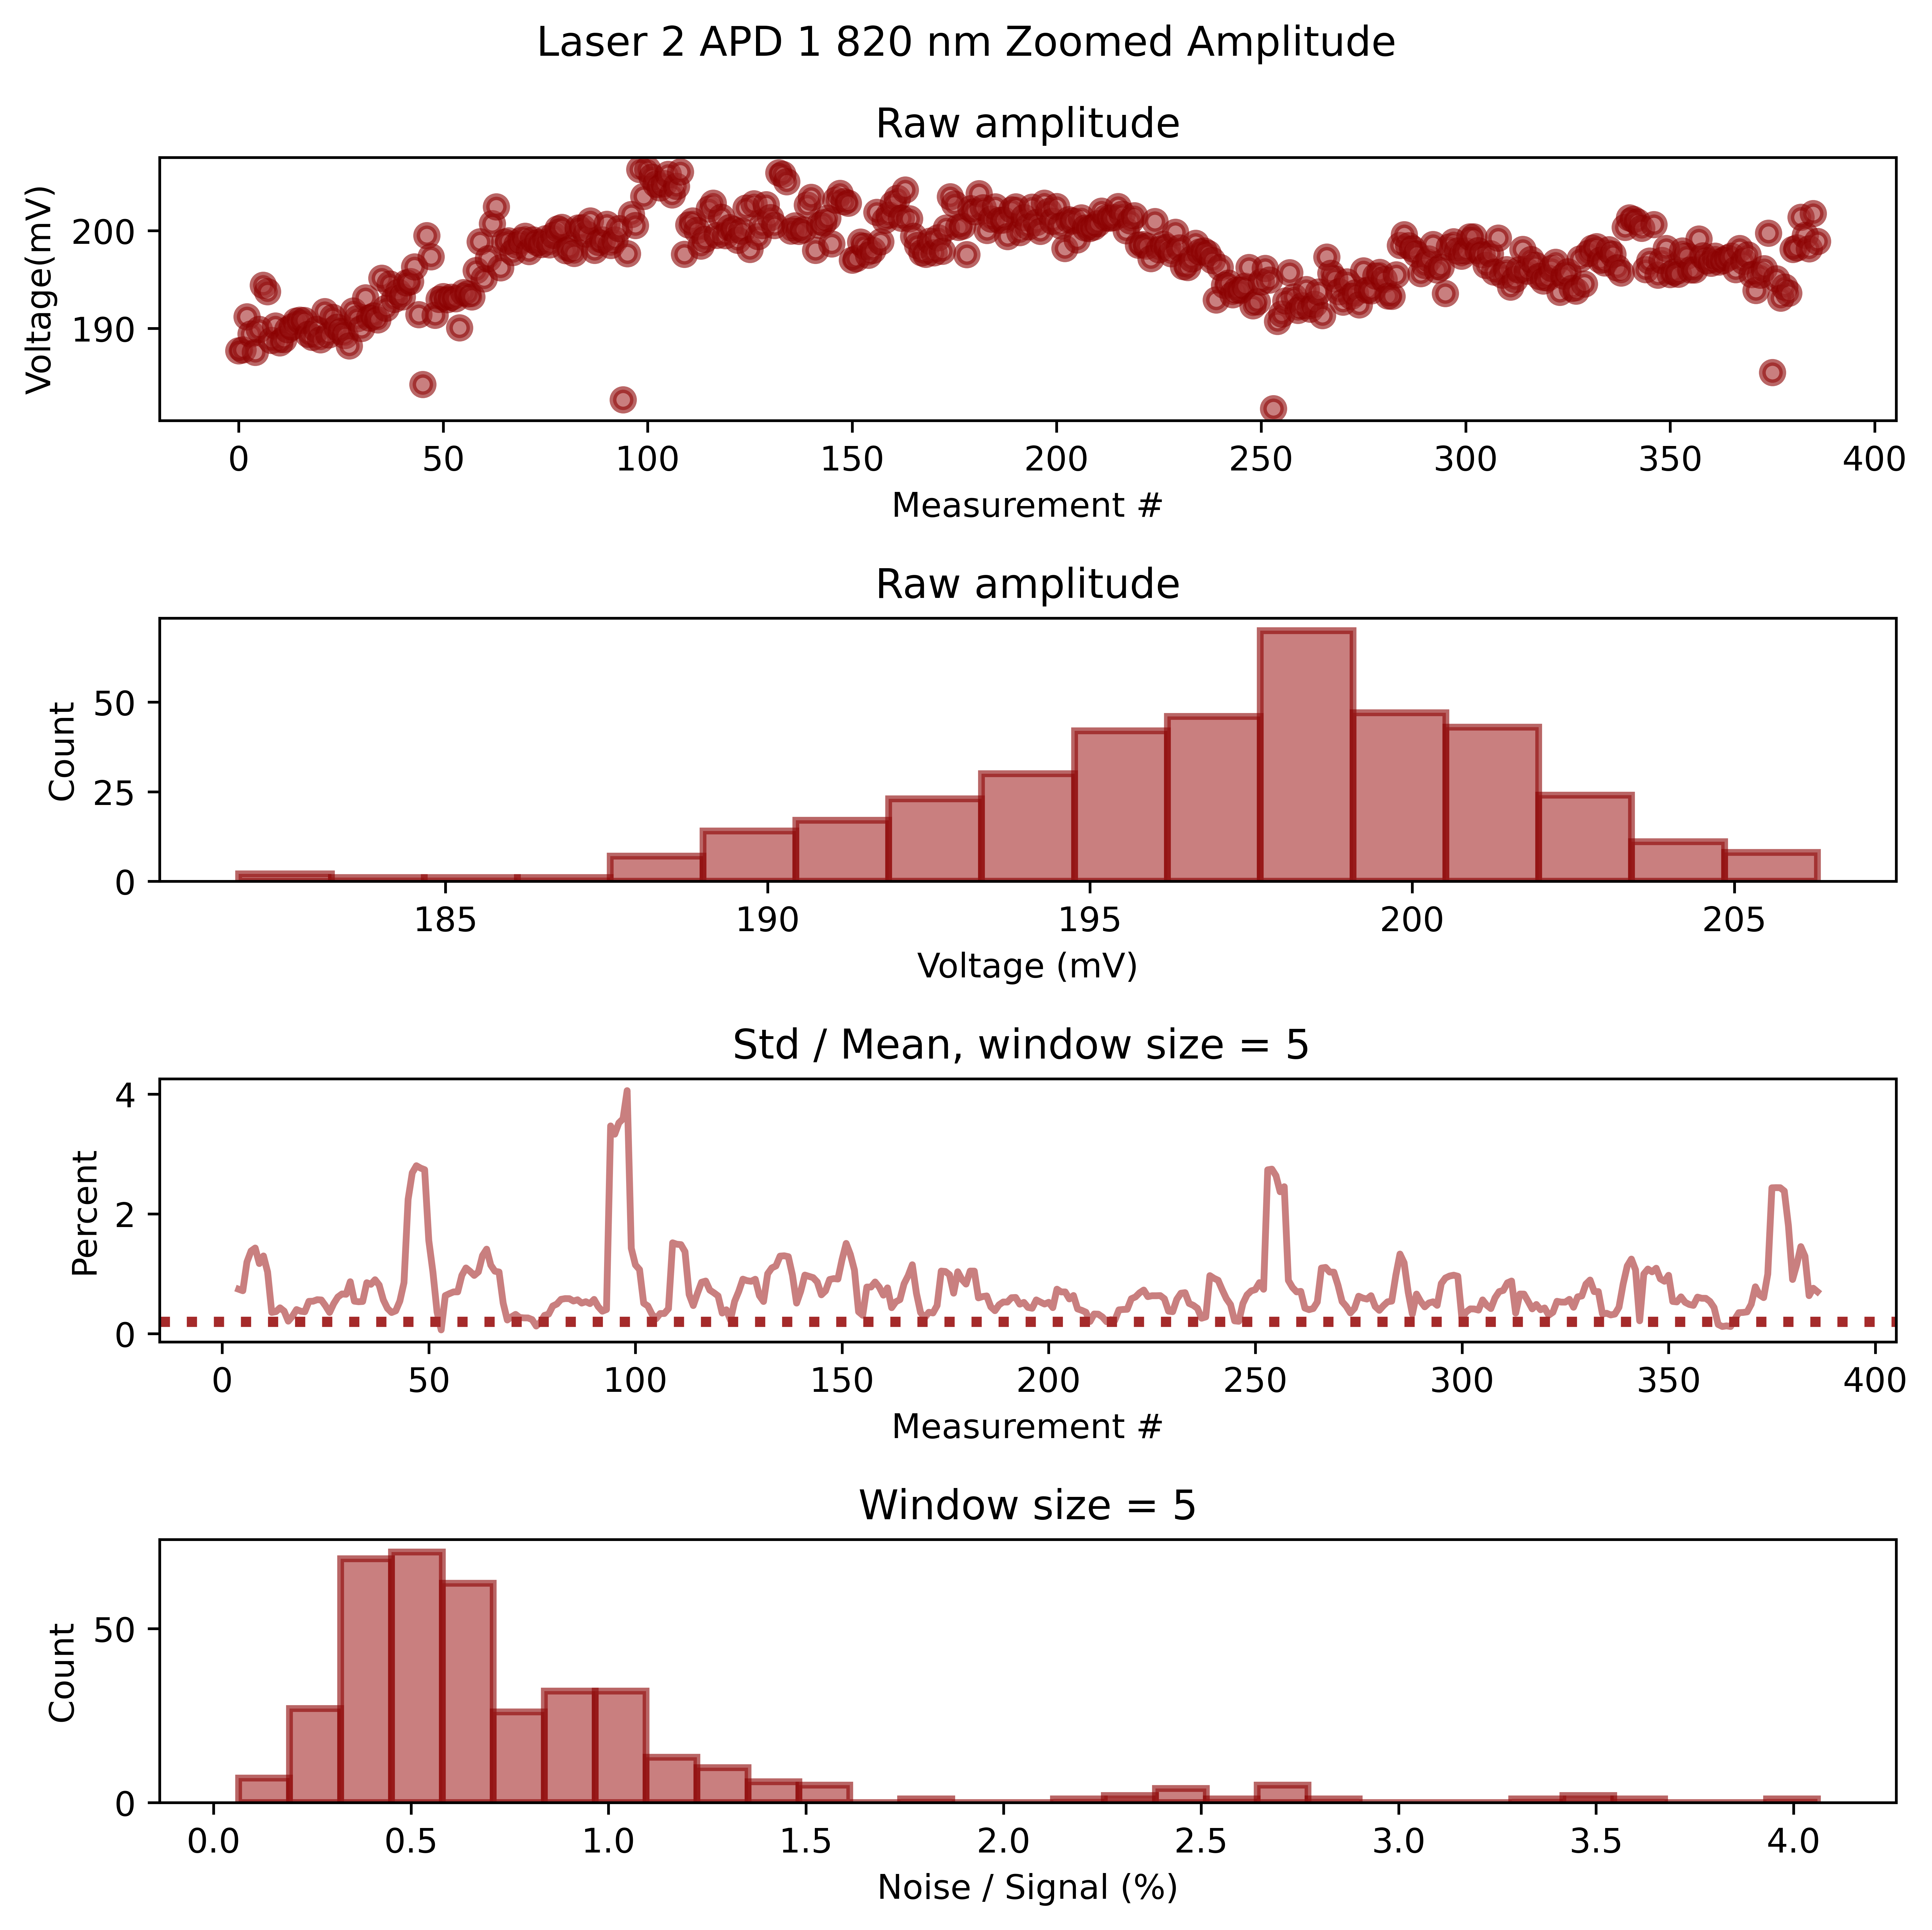 Laser 2 APD 1 820 nm Zoomed Amplitude
Raw amplitude
Voltage(mV)
200
190
0 50 100 150 200 250 300 350 400
Measurement #
Raw amplitude
Count
50
25
0
185 190 195 200 205
Voltage (mV)
Std / Mean, window size = 5
Percent
4
2
0
0 50 100 150 200 250 300 350 400
Measurement #
Window size = 5
Count
50
0
0.0 0.5 1.0 1.5 2.0 2.5 3.0 3.5 4.0
Noise / Signal (%)